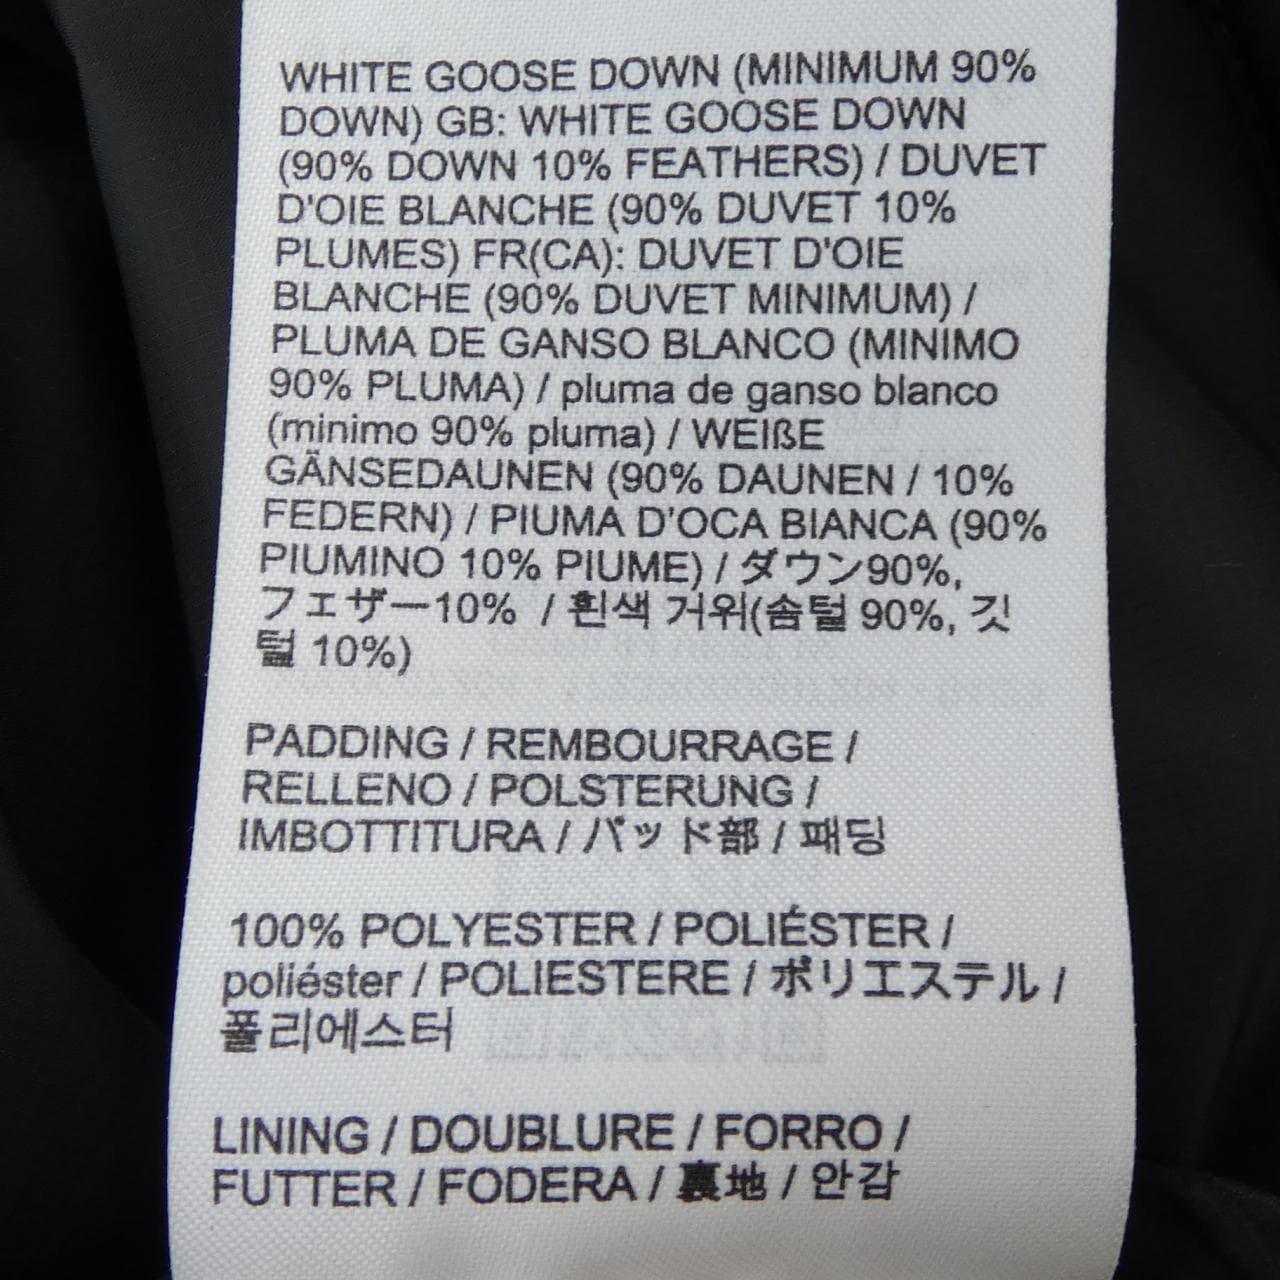 WHITE GOOSE DOWN (MINIMUM 90%
DOWN) GB: WHITE GOOSE DOWN
(90% DOWN 10% FEATHERS) / DUVET
D'OIE BLANCHE (90% DUVET 10%
PLUMES) FR(CA): DUVET D'OIE
BLANCHE (90% DUVET MINIMUM) /
PLUMA DE GANSO BLANCO (MINIMO
90% PLUMA) / pluma de ganso blanco
(minimo 90% pluma) / WEIßE
GÄNSEDAUNEN (90% DAUNEN / 10%
FEDERN) / PIUMA D'OCA BIANCA (90%
PIUMINO 10% PIUME) / ダウン90%,
フェザー10% / 흰색 거위(솜털 90%, 깃
털 10%)
PADDING / REMBOURRAGE /
RELLENO / POLSTERUNG /
IMBOTTITURA / パッド部 / 패딩
100% POLYESTER / POLIÉSTER /
poliéster / POLIESTERE / ポリエステル /
폴리에스터
LINING / DOUBLURE / FORRO /
FUTTER / FODERA / 裏地 / 안감